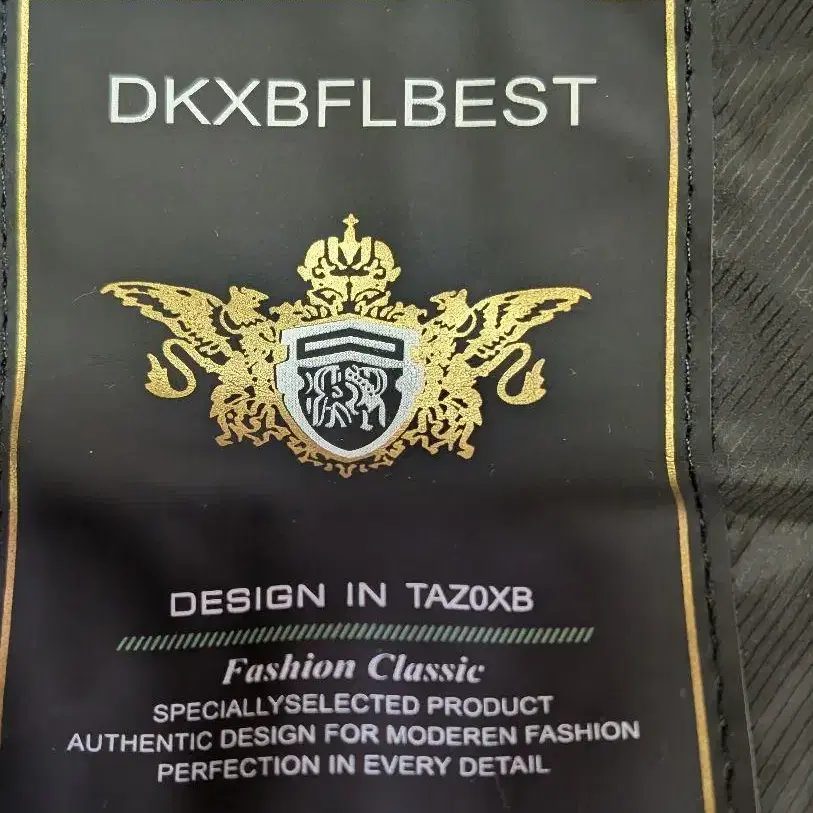 DKXBFLBEST
DESIGN IN TAZ0XB
Fashion Classic
SPECIALLYSELECTED PRODUCT
AUTHENTIC DESIGN FOR MODEREN FASHION
PERFECTION IN EVERY DETAIL